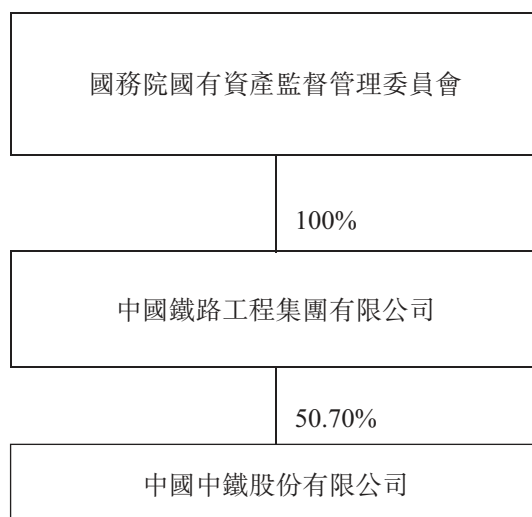 國務院國有資產監督管理委員會
100%
中國鐵路工程集團有限公司
50.70%
中國中鐵股份有限公司